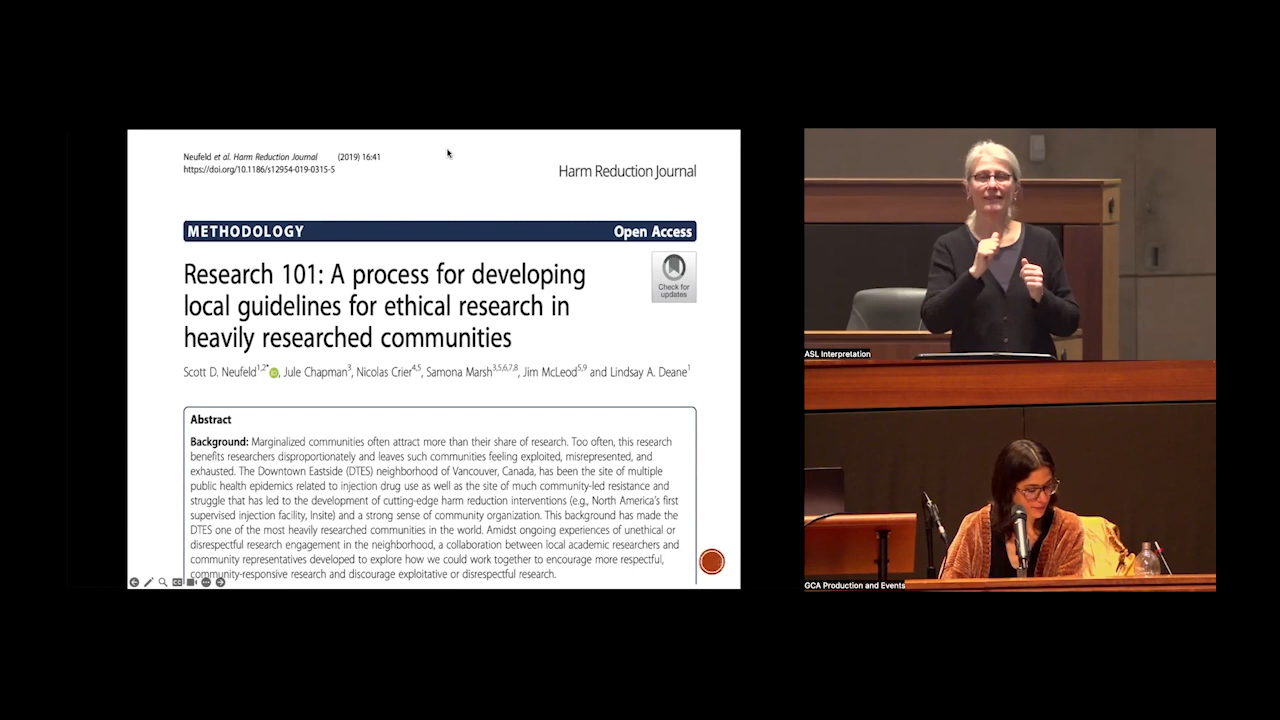 Neufeld et al. Harm Reduction Journal (2019) 16:41
https://doi.org/10.1186/s12954-019-0315-5
Harm Reduction Journal
METHODOLOGY Open Access
Research 101: A process for developing
local guidelines for ethical research in
heavily researched communities
Check for
updates
Scott D. Neufeld1,2*, Jule Chapman3, Nicolas Crier4,5, Samona Marsh3,5,6,7,8, Jim McLeod5,9 and Lindsay A. Deane1
Abstract
Background: Marginalized communities often attract more than their share of research. Too often, this research
benefits researchers disproportionately and leaves such communities feeling exploited, misrepresented, and
exhausted. The Downtown Eastside (DTES) neighborhood of Vancouver, Canada, has been the site of multiple
public health epidemics related to injection drug use as well as the site of much community-led resistance and
struggle that has led to the development of cutting-edge harm reduction interventions (e.g., North America's first
supervised injection facility, Insite) and a strong sense of community organization. This background has made the
DTES one of the most heavily researched communities in the world. Amidst ongoing experiences of unethical or
disrespectful research engagement in the neighborhood, a collaboration between local academic researchers and
community representatives developed to explore how we could work together to encourage more respectful,
community-responsive research and discourage exploitative or disrespectful research.
ASL Interpretation
GCA Production and Events